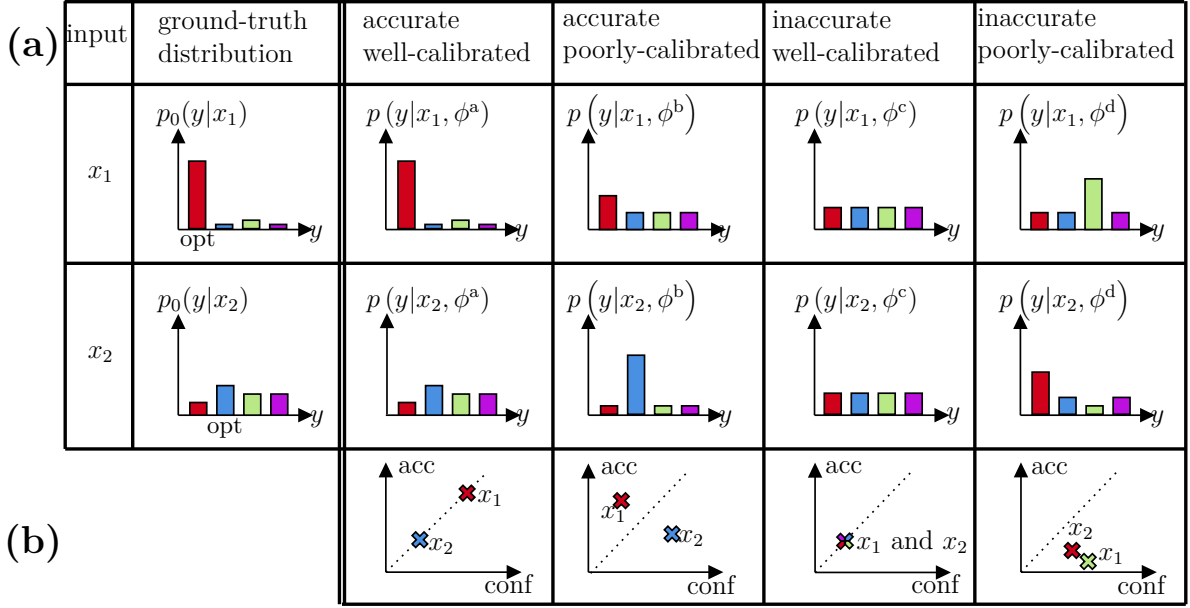 (a)
input
ground-truth
distribution
accurate
well-calibrated
accurate
poorly-calibrated
inaccurate
well-calibrated
inaccurate
poorly-calibrated
x₁
p₀(y|x₁)
opt
y
p(y|x₁, ϕᵃ)
y
p(y|x₁, ϕᵇ)
y
p(y|x₁, ϕᶜ)
y
p(y|x₁, ϕᵈ)
y
x₂
p₀(y|x₂)
opt
y
p(y|x₂, ϕᵃ)
y
p(y|x₂, ϕᵇ)
y
p(y|x₂, ϕᶜ)
y
p(y|x₂, ϕᵈ)
y
(b)
acc
x₁
x₂
conf
acc
x₁
x₂
conf
acc
x₁ and x₂
conf
acc
x₂
x₁
conf